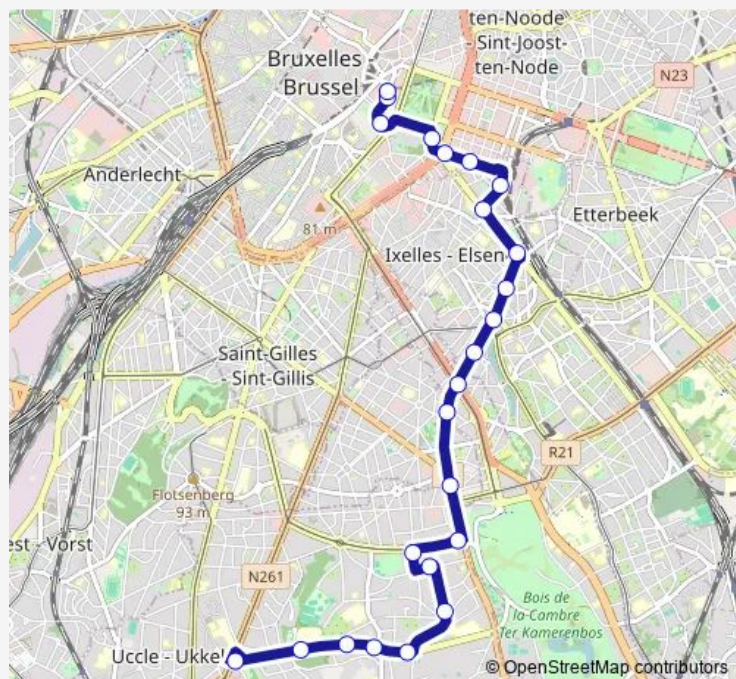 ten-Noode
- Sint-Joost-
ten-Node
Bruxelles
Brussel
N23
Anderlecht
Etterbeek
81 m
Ixelles - Elsen
Saint-Gilles
- Sint-Gillis
R21
Flotsenberg
93 m
est - Vorst
N261
Bois de
la-Cambre
Ter Kamerenbos
Uccle - Ukkel
© OpenStreetMap contributors